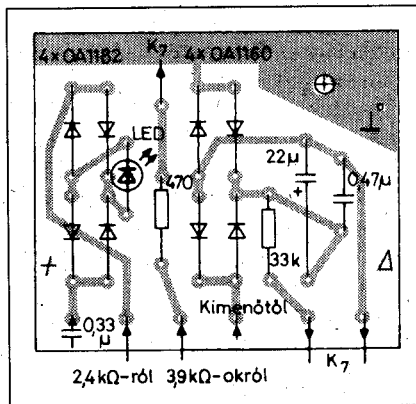 4×OA1182 K₇ 4×OA1160
LED
22µ
0,47µ
470
+
33k
+ Δ
0,33
µ
Kimenőtől
2,4kΩ-ról 3,9kΩ-okról K₇